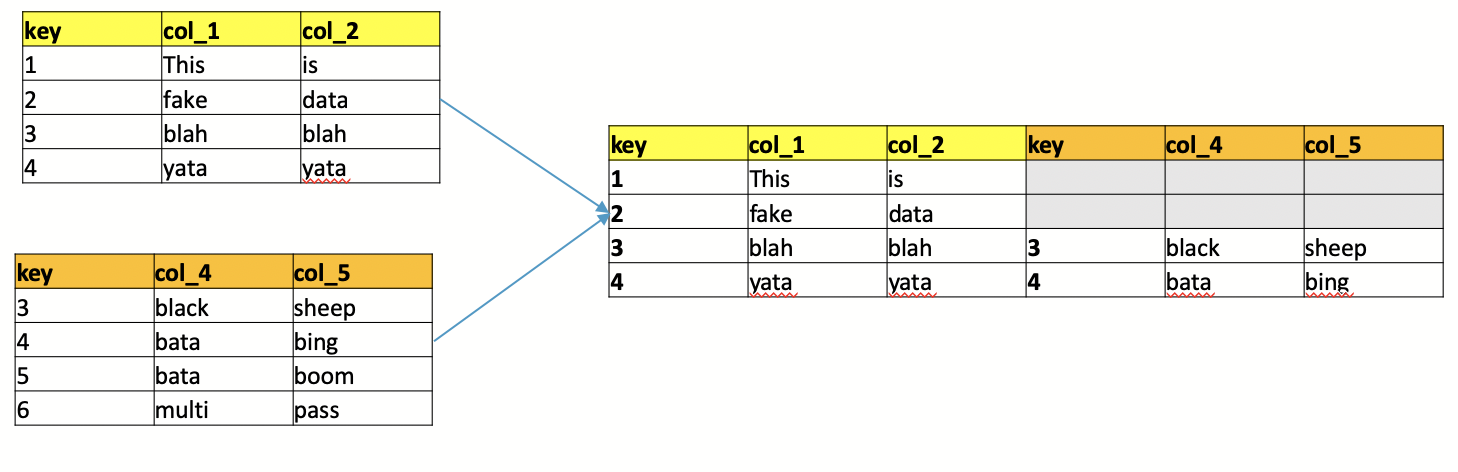 key col_1 col_2
1 This is
2 fake data
3 blah blah
4 yata yata
key col_4 col_5
3 black sheep
4 bata bing
5 bata boom
6 multi pass
key col_1 col_2 key col_4 col_5
1 This is
2 fake data
3 blah blah 3 black sheep
4 yata yata 4 bata bing